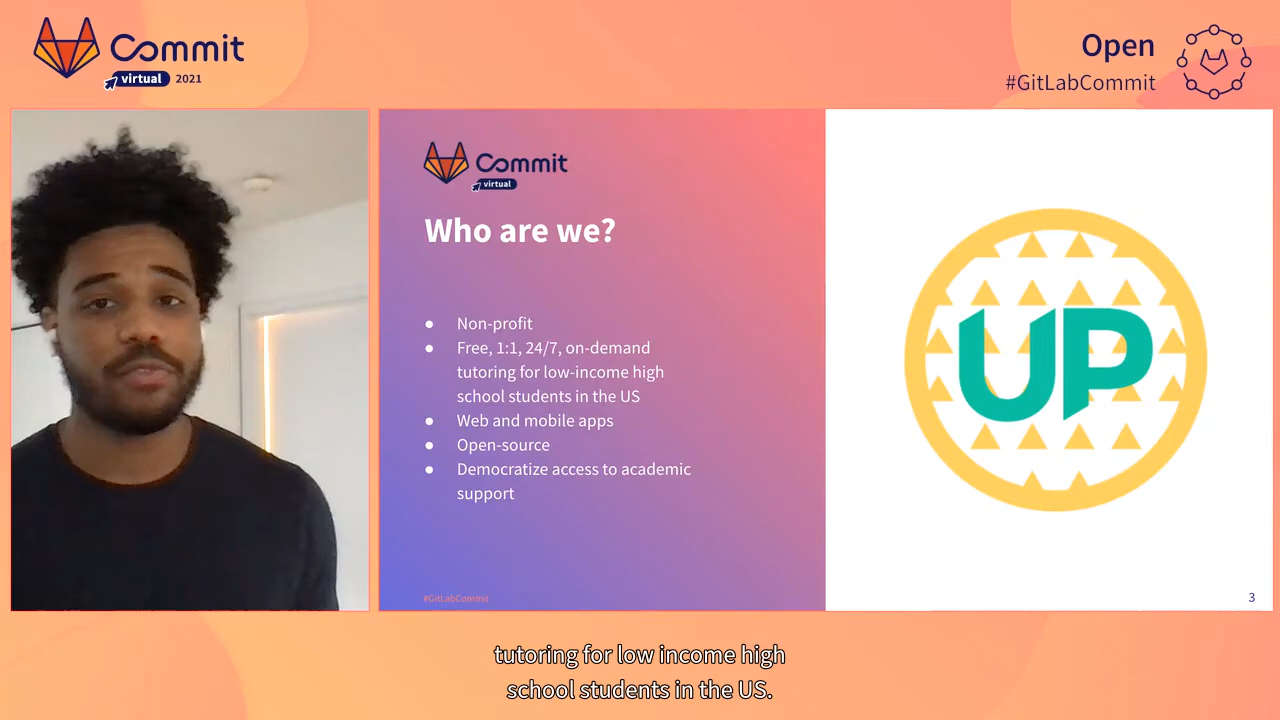 Commit
virtual 2021
Open
#GitLabCommit
Commit
virtual
Who are we?
● Non-profit
● Free, 1:1, 24/7, on-demand
tutoring for low-income high
school students in the US
● Web and mobile apps
● Open-source
● Democratize access to academic
support
UP
#GitLabCommit
3
tutoring for low income high
school students in the US.